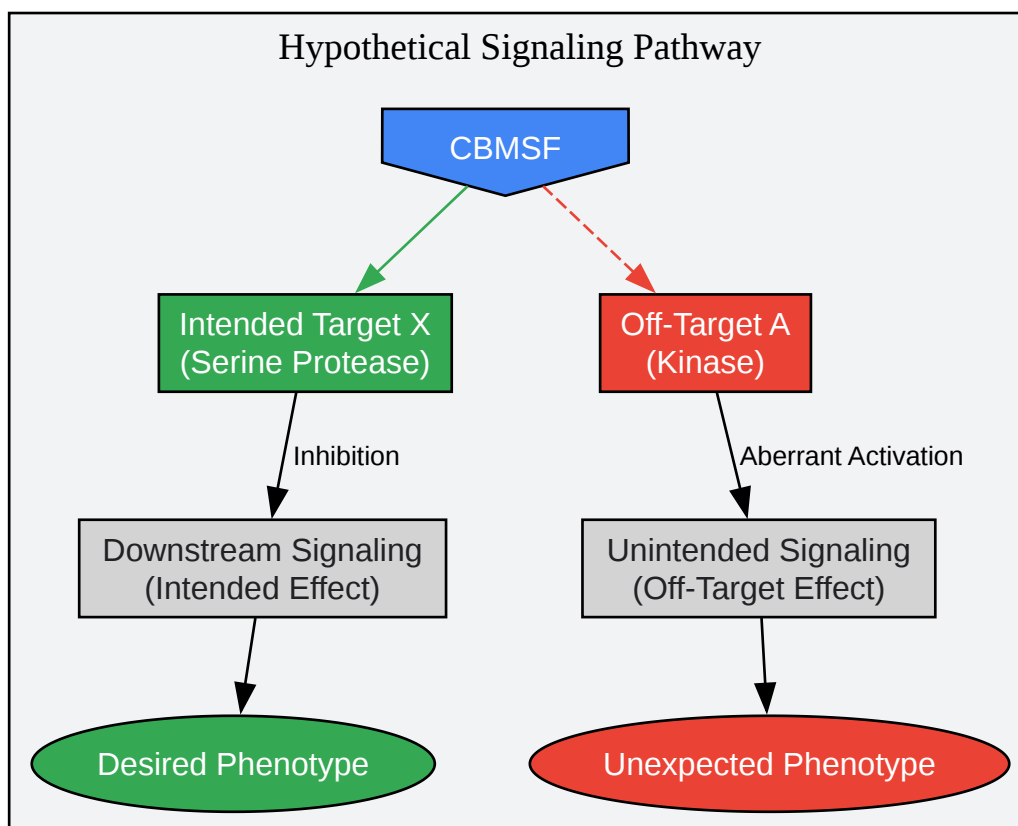 Hypothetical Signaling Pathway
CBMSF
Intended Target X
(Serine Protease)
Off-Target A
(Kinase)
Inhibition
Aberrant Activation
Downstream Signaling
(Intended Effect)
Unintended Signaling
(Off-Target Effect)
Desired Phenotype
Unexpected Phenotype